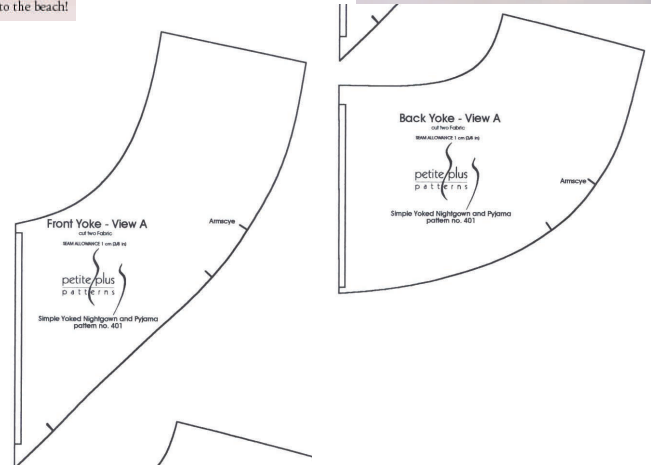 to the beach!
Front Yoke - View A
cut two Fabric
SEAM ALLOWANCE 1 cm (3/8 in)
Armscye
petite plus
patterns
Simple Yoked Nightgown and Pyjama
pattern no. 401
Back Yoke - View A
cut two Fabric
SEAM ALLOWANCE 1 cm (3/8 in)
petite plus
patterns
Armscye
Simple Yoked Nightgown and Pyjama
pattern no. 401